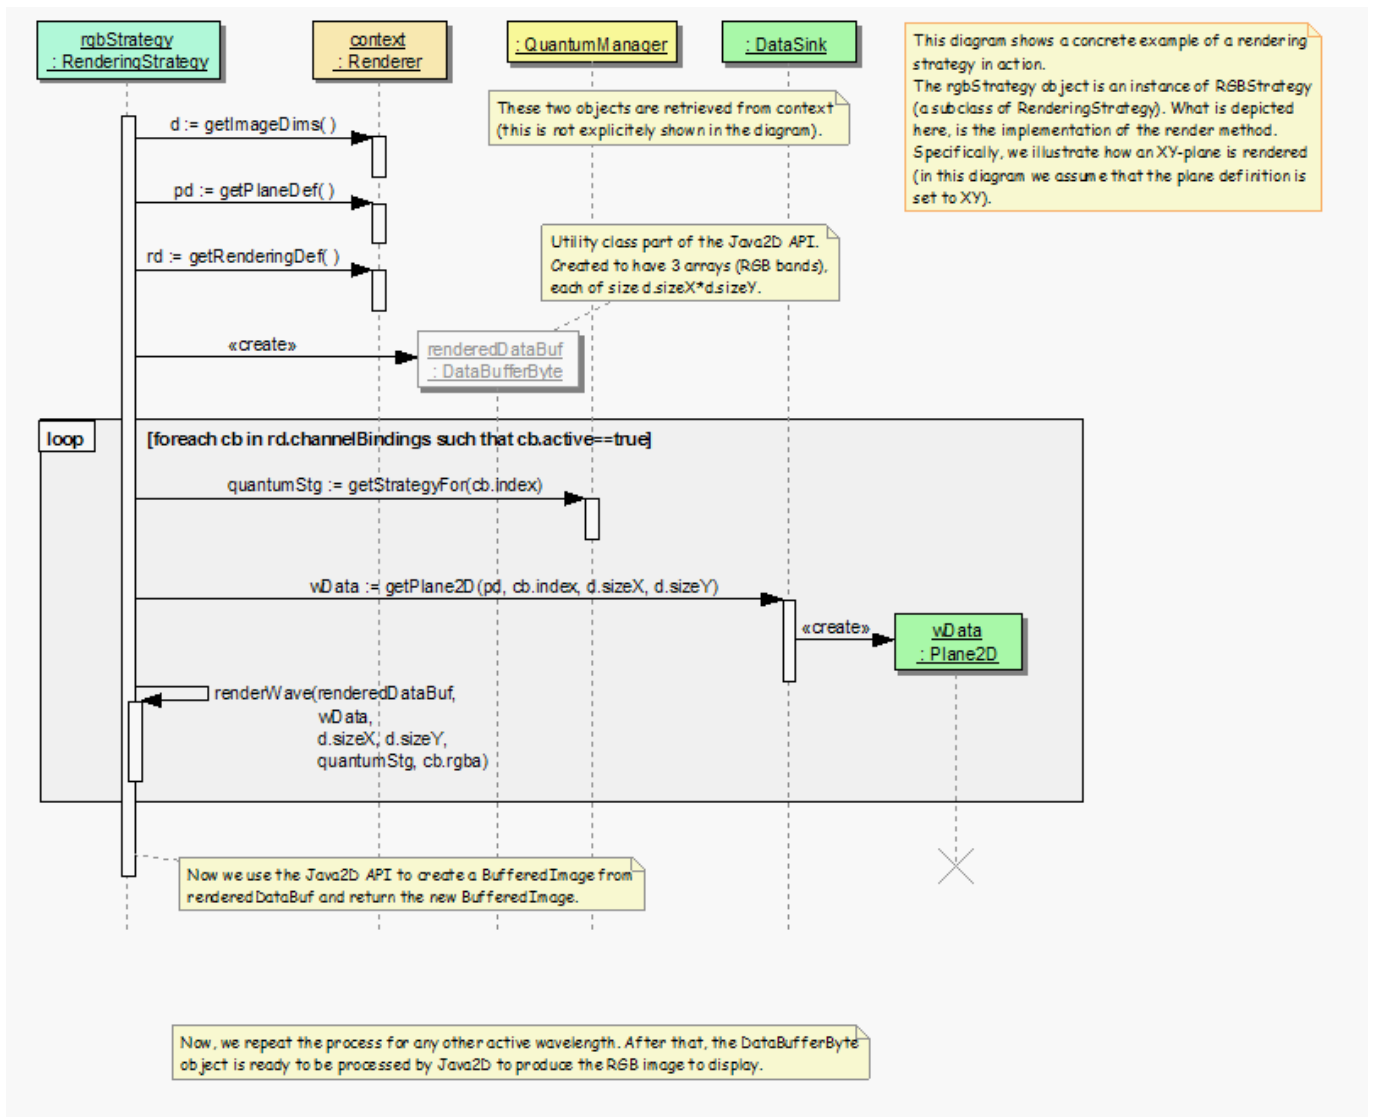 rgbStrategy
: RenderingStrategy
context
: Renderer
: QuantumManager
: DataSink
This diagram shows a concrete example of a rendering
strategy in action.
The rgbStrategy object is an instance of RGBStrategy
(a subclass of RenderingStrategy). What is depicted
here, is the implementation of the render method.
Specifically, we illustrate how an XY-plane is rendered
(in this diagram we assume that the plane definition is
set to XY).
These two objects are retrieved from context
(this is not explicitely shown in the diagram).
d := getImageDims( )
pd := getPlaneDef( )
rd := getRenderingDef( )
Utility class part of the Java2D API.
Created to have 3 arrays (RGB bands),
each of size d.sizeX*d.sizeY.
«create»
renderedDataBuf
: DataBufferByte
loop
[foreach cb in rd.channelBindings such that cb.active==true]
quantumStg := getStrategyFor(cb.index)
wData := getPlane2D(pd, cb.index, d.sizeX, d.sizeY)
«create»
wData
: Plane2D
renderWave(renderedDataBuf,
wData,
d.sizeX, d.sizeY,
quantumStg, cb.rgba)
Now we use the Java2D API to create a BufferedImage from
renderedDataBuf and return the new BufferedImage.
Now, we repeat the process for any other active wavelength. After that, the DataBufferByte
object is ready to be processed by Java2D to produce the RGB image to display.